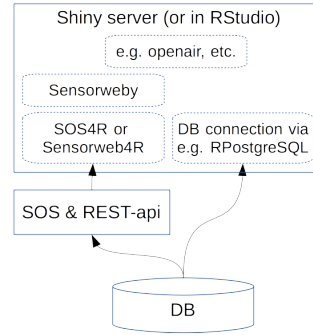 Shiny server (or in RStudio)
e.g. openair, etc.
Sensorweby
SOS4R or
Sensorweb4R
DB connection via
e.g. RPostgreSQL
SOS & REST-api
DB